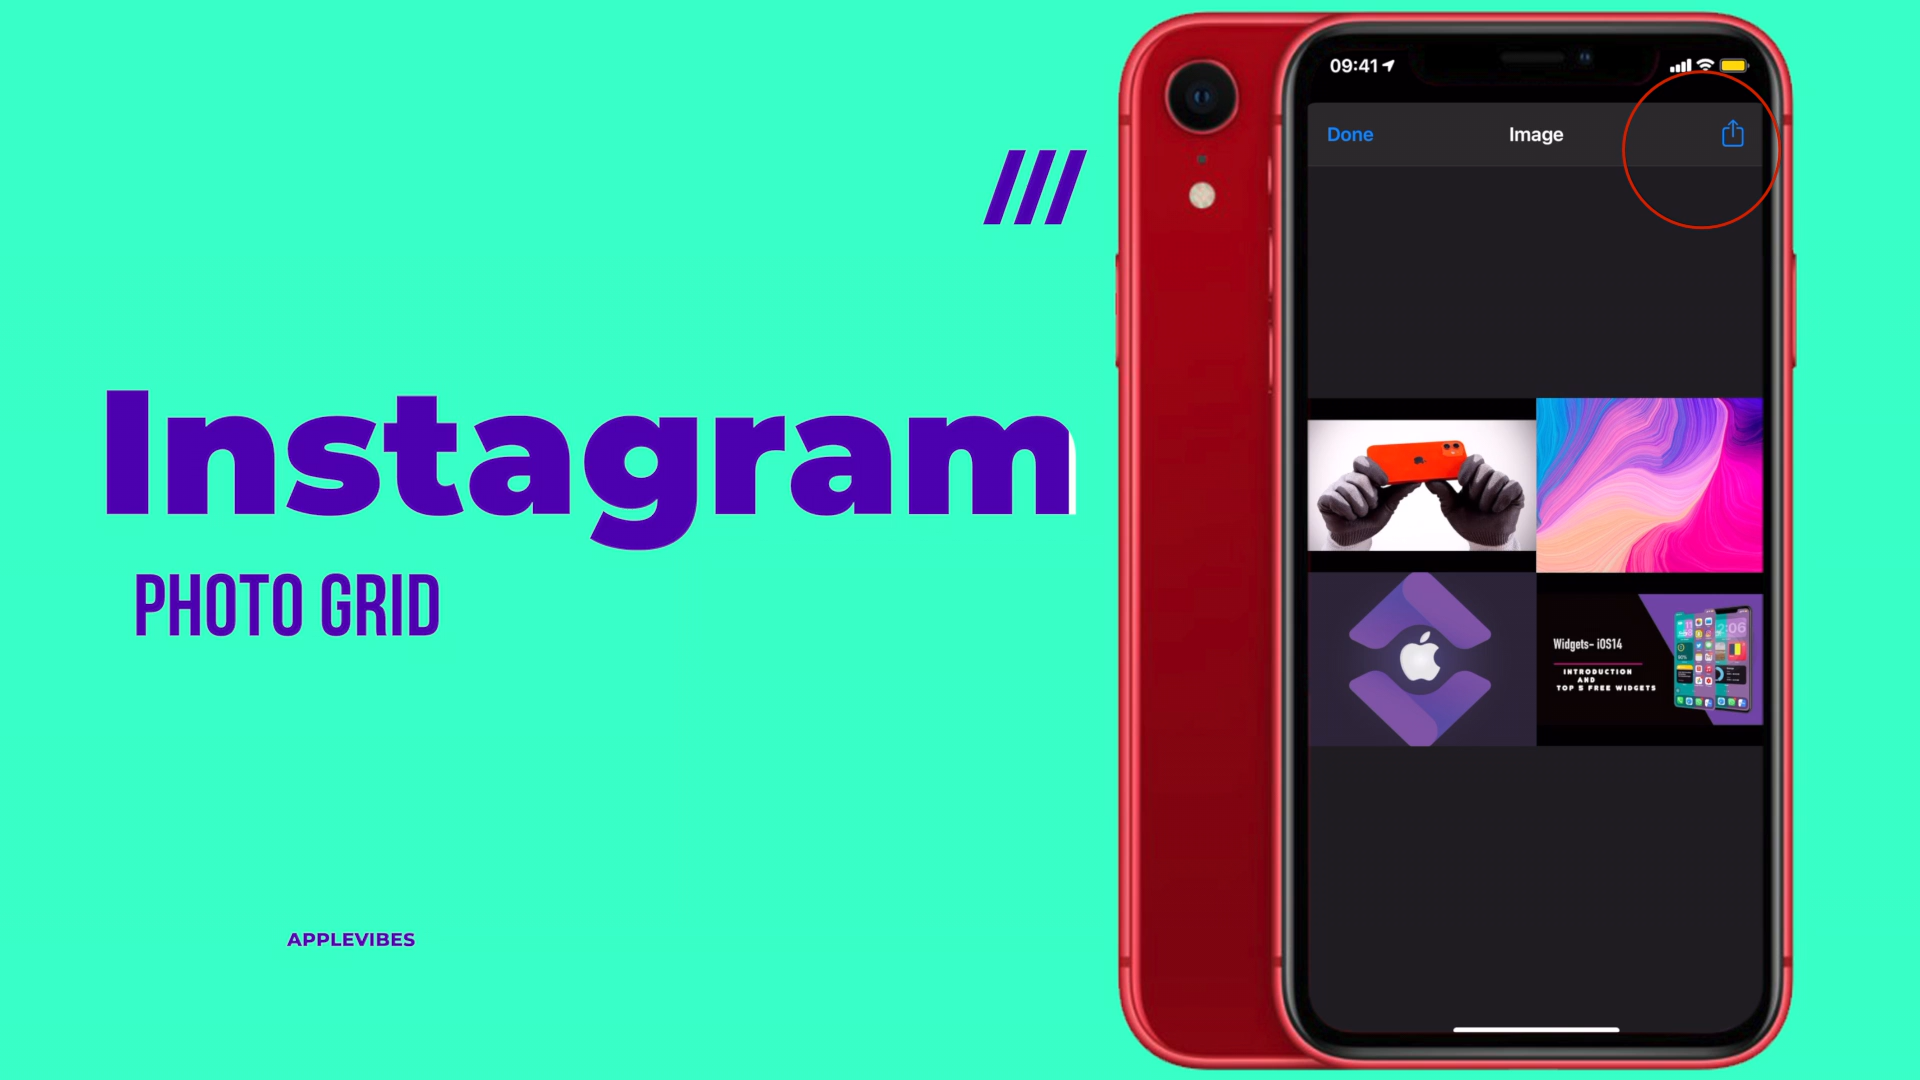 Instagram
PHOTO GRID
APPLEVIBES
09:41
Done
Image
Widgets- iOS14
INTRODUCTION
AND
TOP 5 FREE WIDGETS